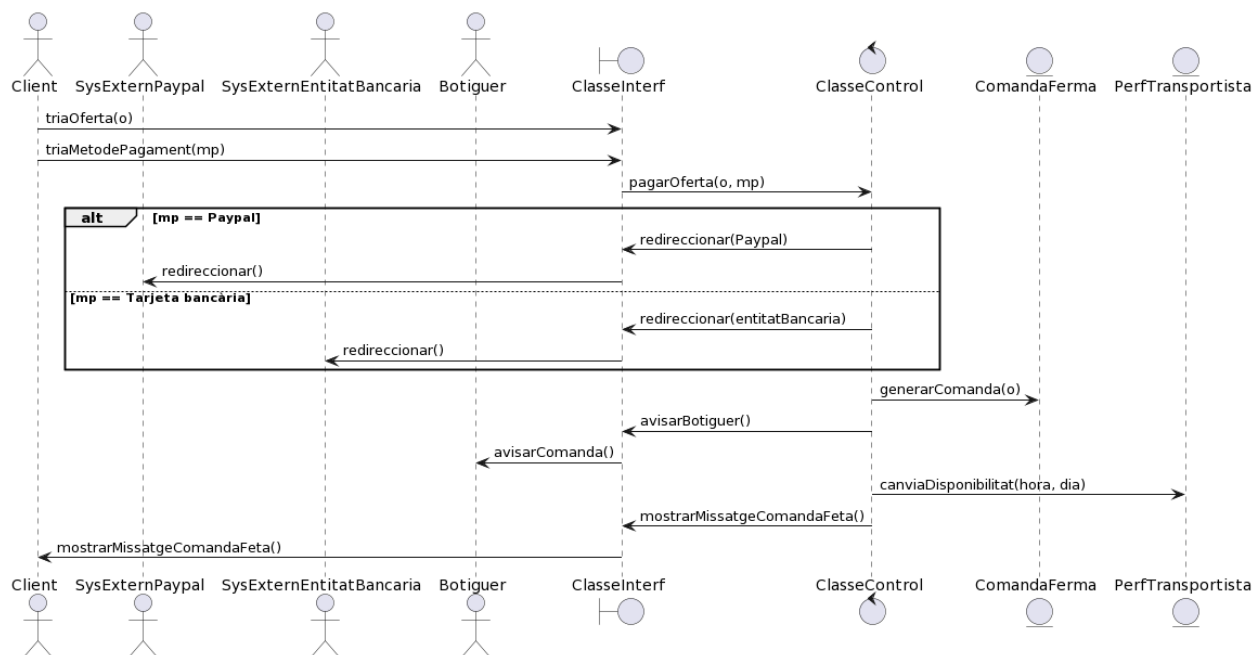 Client SysExternPaypal SysExternEntitatBancaria Botiguer ClasseInterf ClasseControl ComandaFerma PerfTransportista
triaOferta(o)
triaMetodePagament(mp)
pagarOferta(o, mp)
alt [mp == Paypal]
redireccionar(Paypal)
redireccionar()
[mp == Tarjeta bancària]
redireccionar(entitatBancaria)
redireccionar()
generarComanda(o)
avisarBotiguer()
avisarComanda()
canviaDisponibilitat(hora, dia)
mostrarMissatgeComandaFeta()
mostrarMissatgeComandaFeta()
Client SysExternPaypal SysExternEntitatBancaria Botiguer ClasseInterf ClasseControl ComandaFerma PerfTransportista